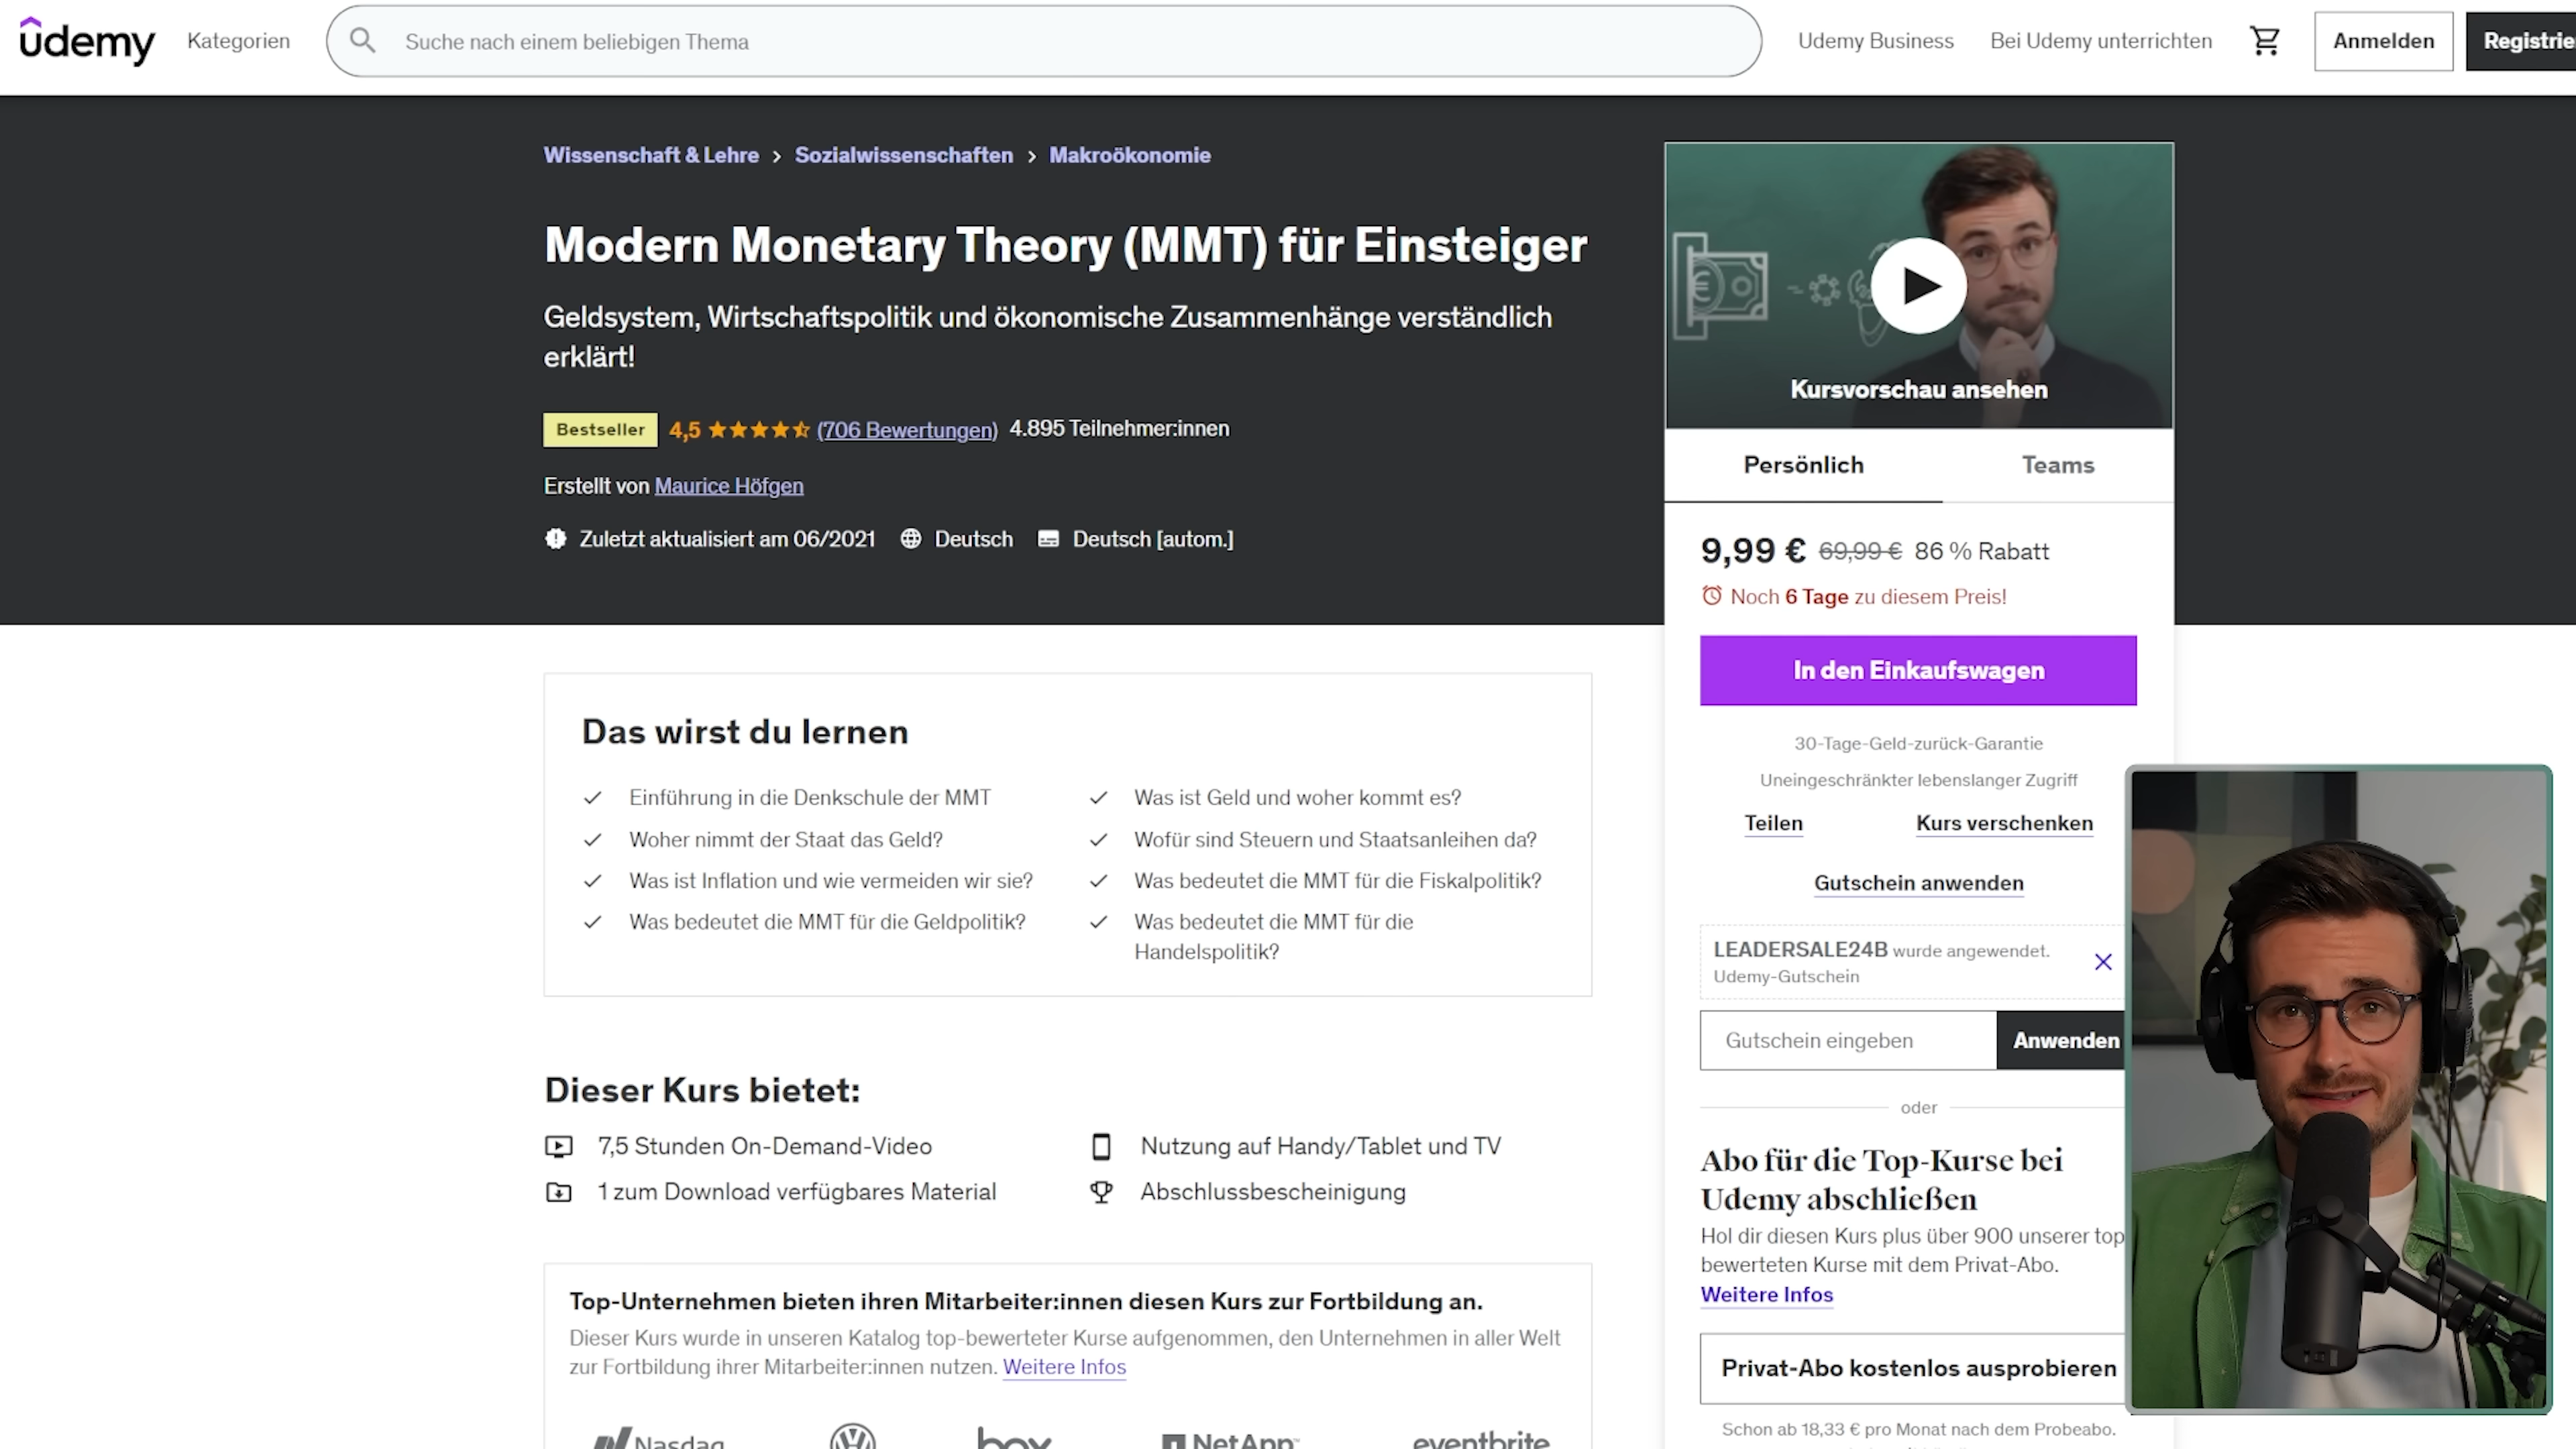 ûdemy
Kategorien
Suche nach einem beliebigen Thema
Udemy Business
Bei Udemy unterrichten
Anmelden
Registrie
Wissenschaft & Lehre > Sozialwissenschaften > Makroökonomie
Modern Monetary Theory (MMT) für Einsteiger
Geldsystem, Wirtschaftspolitik und ökonomische Zusammenhänge verständlich
erklärt!
Bestseller 4,5 (706 Bewertungen) 4.895 Teilnehmer:innen
Erstellt von Maurice Höfgen
Zuletzt aktualisiert am 06/2021 Deutsch Deutsch [autom.]
Kursvorschau ansehen
Persönlich
Teams
9,99 € 69,99 € 86 % Rabatt
Noch 6 Tage zu diesem Preis!
In den Einkaufswagen
30-Tage-Geld-zurück-Garantie
Uneingeschränkter lebenslanger Zugriff
Teilen
Kurs verschenken
Gutschein anwenden
LEADERSALE24B wurde angewendet.
Udemy-Gutschein
Gutschein eingeben
Anwenden
oder
Abo für die Top-Kurse bei
Udemy abschließen
Hol dir diesen Kurs plus über 900 unserer top
bewerteten Kurse mit dem Privat-Abo.
Weitere Infos
Privat-Abo kostenlos ausprobieren
Schon ab 18,33 € pro Monat nach dem Probeabo.
Das wirst du lernen
Einführung in die Denkschule der MMT
Was ist Geld und woher kommt es?
Woher nimmt der Staat das Geld?
Wofür sind Steuern und Staatsanleihen da?
Was ist Inflation und wie vermeiden wir sie?
Was bedeutet die MMT für die Fiskalpolitik?
Was bedeutet die MMT für die Geldpolitik?
Was bedeutet die MMT für die
Handelspolitik?
Dieser Kurs bietet:
7,5 Stunden On-Demand-Video
Nutzung auf Handy/Tablet und TV
1 zum Download verfügbares Material
Abschlussbescheinigung
Top-Unternehmen bieten ihren Mitarbeiter:innen diesen Kurs zur Fortbildung an.
Dieser Kurs wurde in unseren Katalog top-bewerteter Kurse aufgenommen, den Unternehmen in aller Welt
zur Fortbildung ihrer Mitarbeiter:innen nutzen. Weitere Infos
Nasdaq
box
NetApp
eventbrite